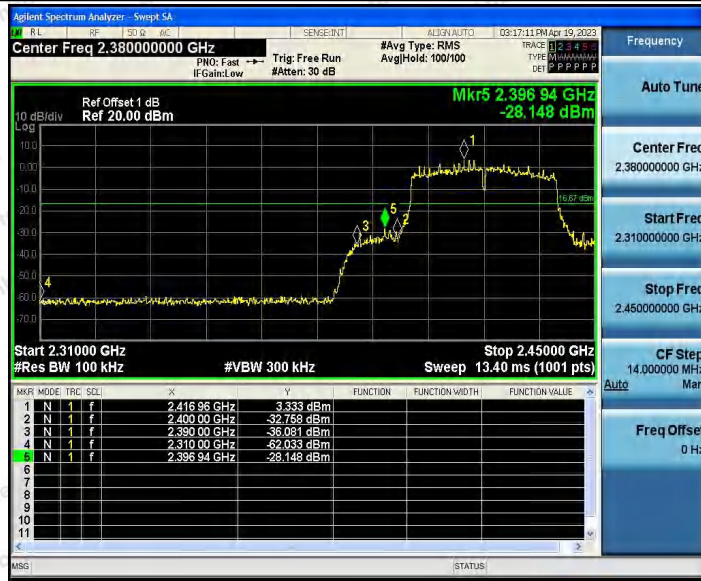 Agilent Spectrum Analyzer - Swept SA
RL RF 50 Ω AC SENSE:INT ALIGN AUTO 03:17:11 PM Apr 19, 2023
Center Freq 2.380000000 GHz
PNO: Fast
IFGain:Low
Trig: Free Run
#Atten: 30 dB
#Avg Type: RMS
Avg|Hold: 100/100
TRACE 1 2 3 4 5 6
TYPE M
DET P P P P P P
Mkr5 2.396 94 GHz
-28.148 dBm
Ref Offset 1 dB
10 dB/div Ref 20.00 dBm
Log
10.0
0.00
-10.0
-20.0
-30.0
-40.0
-50.0
-60.0
-70.0
1
2
3
4
5
-16.67 dBm
Start 2.31000 GHz Stop 2.45000 GHz
#Res BW 100 kHz #VBW 300 kHz Sweep 13.40 ms (1001 pts)
MKR MODE TRC SCL X Y FUNCTION FUNCTION WIDTH FUNCTION VALUE
1 N 1 f 2.416 96 GHz 3.333 dBm
2 N 1 f 2.400 00 GHz -32.758 dBm
3 N 1 f 2.390 00 GHz -36.081 dBm
4 N 1 f 2.310 00 GHz -62.033 dBm
5 N 1 f 2.396 94 GHz -28.148 dBm
6
7
8
9
10
11
MSG STATUS
Frequency
Auto Tune
Center Freq
2.380000000 GHz
Start Freq
2.310000000 GHz
Stop Freq
2.450000000 GHz
CF Step
14.000000 MHz
Auto Man
Freq Offset
0 Hz